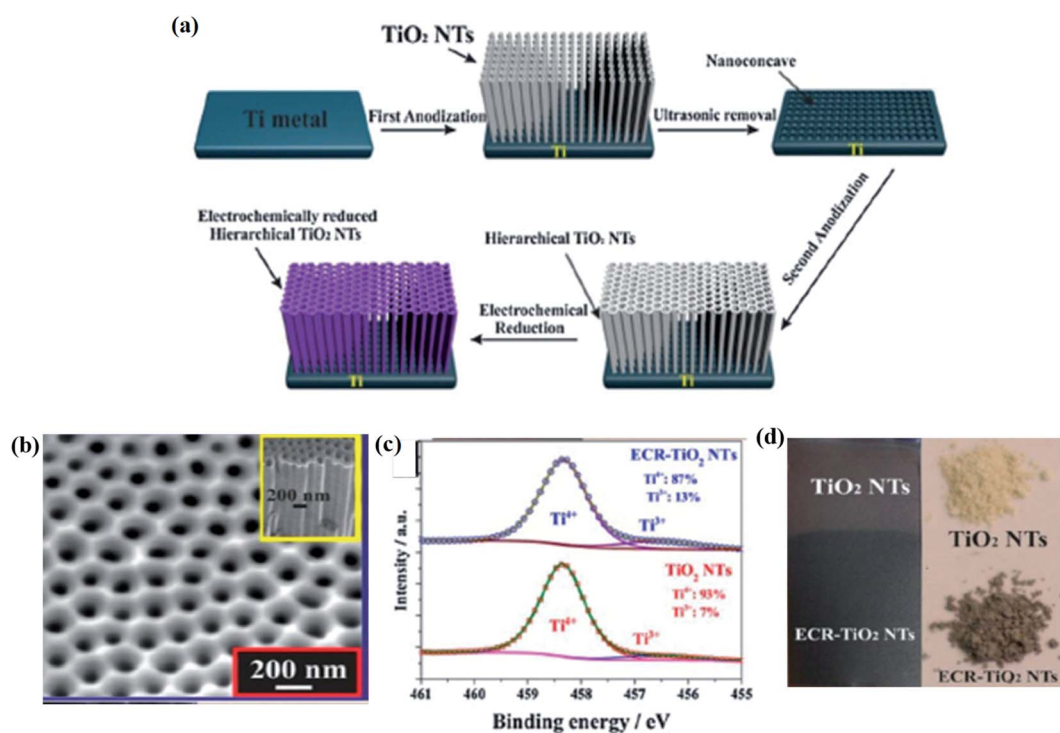 (a)
TiO₂ NTs
Nanoconcave
Ti metal
First Anodization
Ultrasonic removal
Ti
Ti
Second Anodization
Electrochemically reduced
Hierarchical TiO₂ NTs
Hierarchical TiO₂ NTs
Electrochemical
Reduction
Ti
Ti
(b)
200 nm
200 nm
(c)
ECR-TiO₂ NTs
Ti⁴⁺: 87%
Ti³⁺: 13%
Ti⁴⁺
Ti³⁺
TiO₂ NTs
Ti⁴⁺: 93%
Ti³⁺: 7%
Ti⁴⁺
Ti³⁺
Intensity / a.u.
461 460 459 458 457 456 455
Binding energy / eV
(d)
TiO₂ NTs
ECR-TiO₂ NTs
TiO₂ NTs
ECR-TiO₂ NTs